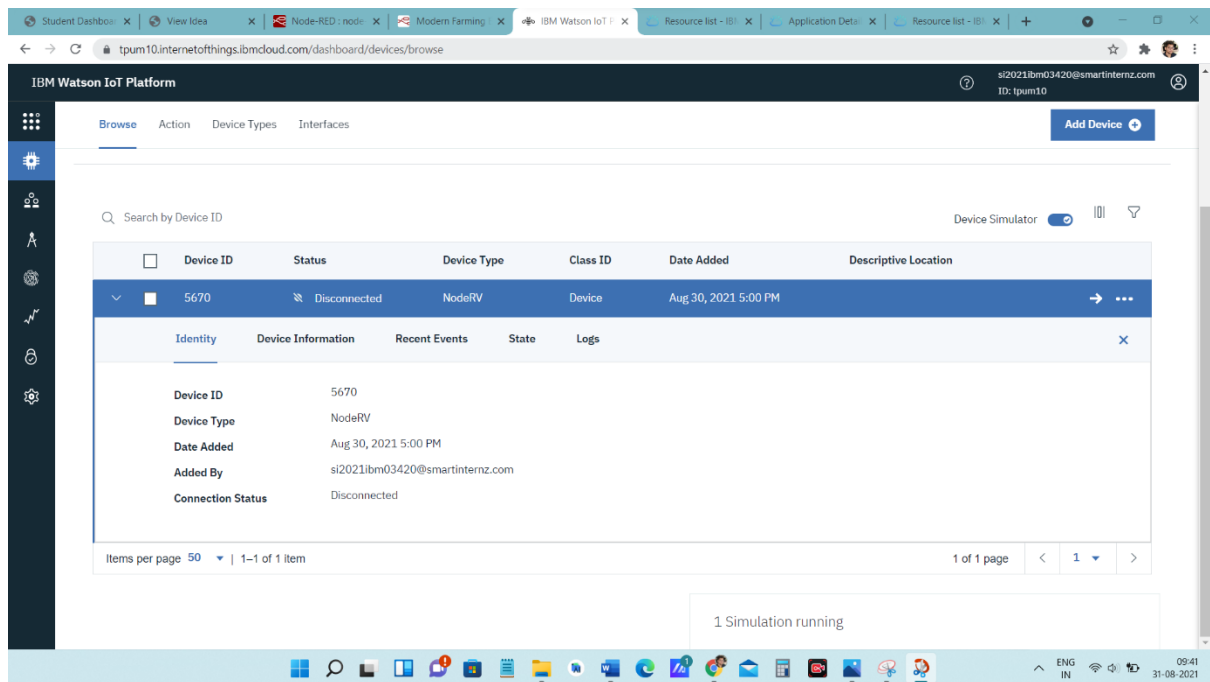 Student Dashboar
View Idea
Node-RED : node
Modern Farming
IBM Watson IoT P
Resource list - IB
Application Detai
Resource list - IB
tpum10.internetofthings.ibmcloud.com/dashboard/devices/browse
IBM Watson IoT Platform
si2021ibm03420@smartinternz.com
ID: tpum10
Browse Action Device Types Interfaces Add Device
Search by Device ID Device Simulator
Device ID Status Device Type Class ID Date Added Descriptive Location
5670 Disconnected NodeRV Device Aug 30, 2021 5:00 PM
Identity Device Information Recent Events State Logs
Device ID 5670
Device Type NodeRV
Date Added Aug 30, 2021 5:00 PM
Added By si2021ibm03420@smartinternz.com
Connection Status Disconnected
Items per page 50 | 1–1 of 1 item 1 of 1 page 1
1 Simulation running
ENG 09:41
IN 31-08-2021